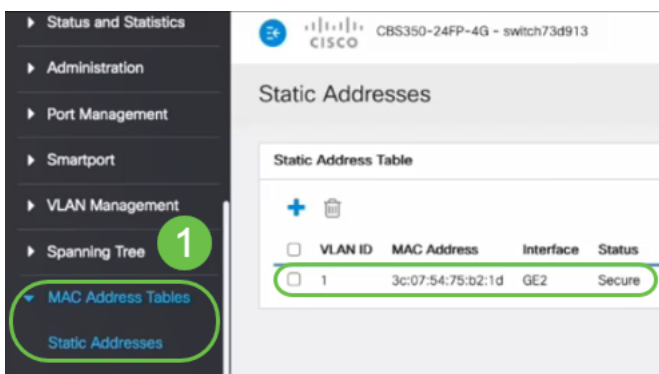 Status and Statistics
Administration
Port Management
Smartport
VLAN Management
Spanning Tree
1
MAC Address Tables
Static Addresses
CISCO
CBS350-24FP-4G - switch73d913
Static Addresses
Static Address Table
VLAN ID MAC Address Interface Status
1 3c:07:54:75:b2:1d GE2 Secure